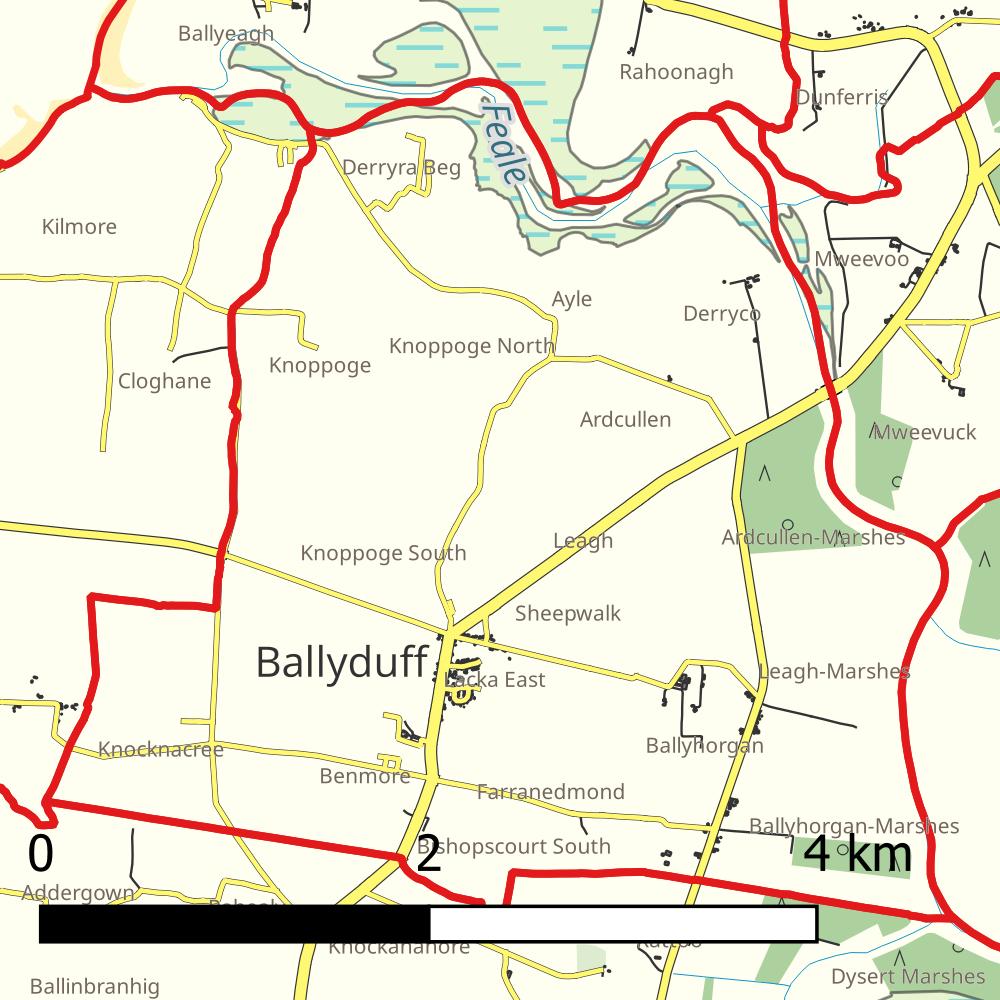 Ballyeagh
Rahoonagh
Dunferris
Feale
Derryra Beg
Kilmore
Mweevoo
Ayle
Derryco
Knoppoge North
Knoppoge
Cloghane
Ardcullen
Mweevuck
Ardcullen-Marshes
Leagh
Knoppoge South
Sheepwalk
Ballyduff
Lacka East
Leagh-Marshes
Knocknacree
Ballyhorgan
Benmore
Farranedmond
Ballyhorgan-Marshes
Bishopscourt South
0 2 4 km
Addergown
Knockananore
Dysert Marshes
Ballinbranhig